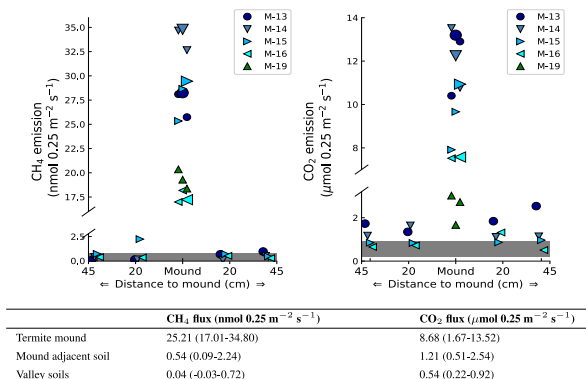 35.0
32.5
30.0
27.5
25.0
22.5
20.0
17.5
2.5
0.0
CH4 emission
(nmol 0.25 m−2 s−1)
M-13
M-14
M-15
M-16
M-19
45 20 Mound 20 45
⇐ Distance to mound (cm) ⇒
14
12
10
8
2
0
CO2 emission
(μmol 0.25 m−2 s−1)
M-13
M-14
M-15
M-16
M-19
45 20 Mound 20 45
⇐ Distance to mound (cm) ⇒
CH4 flux (nmol 0.25 m−2 s−1) CO2 flux (μmol 0.25 m−2 s−1)
Termite mound 25.21 (17.01-34.80) 8.68 (1.67-13.52)
Mound adjacent soil 0.54 (0.09-2.24) 1.21 (0.51-2.54)
Valley soils 0.04 (-0.03-0.72) 0.54 (0.22-0.92)